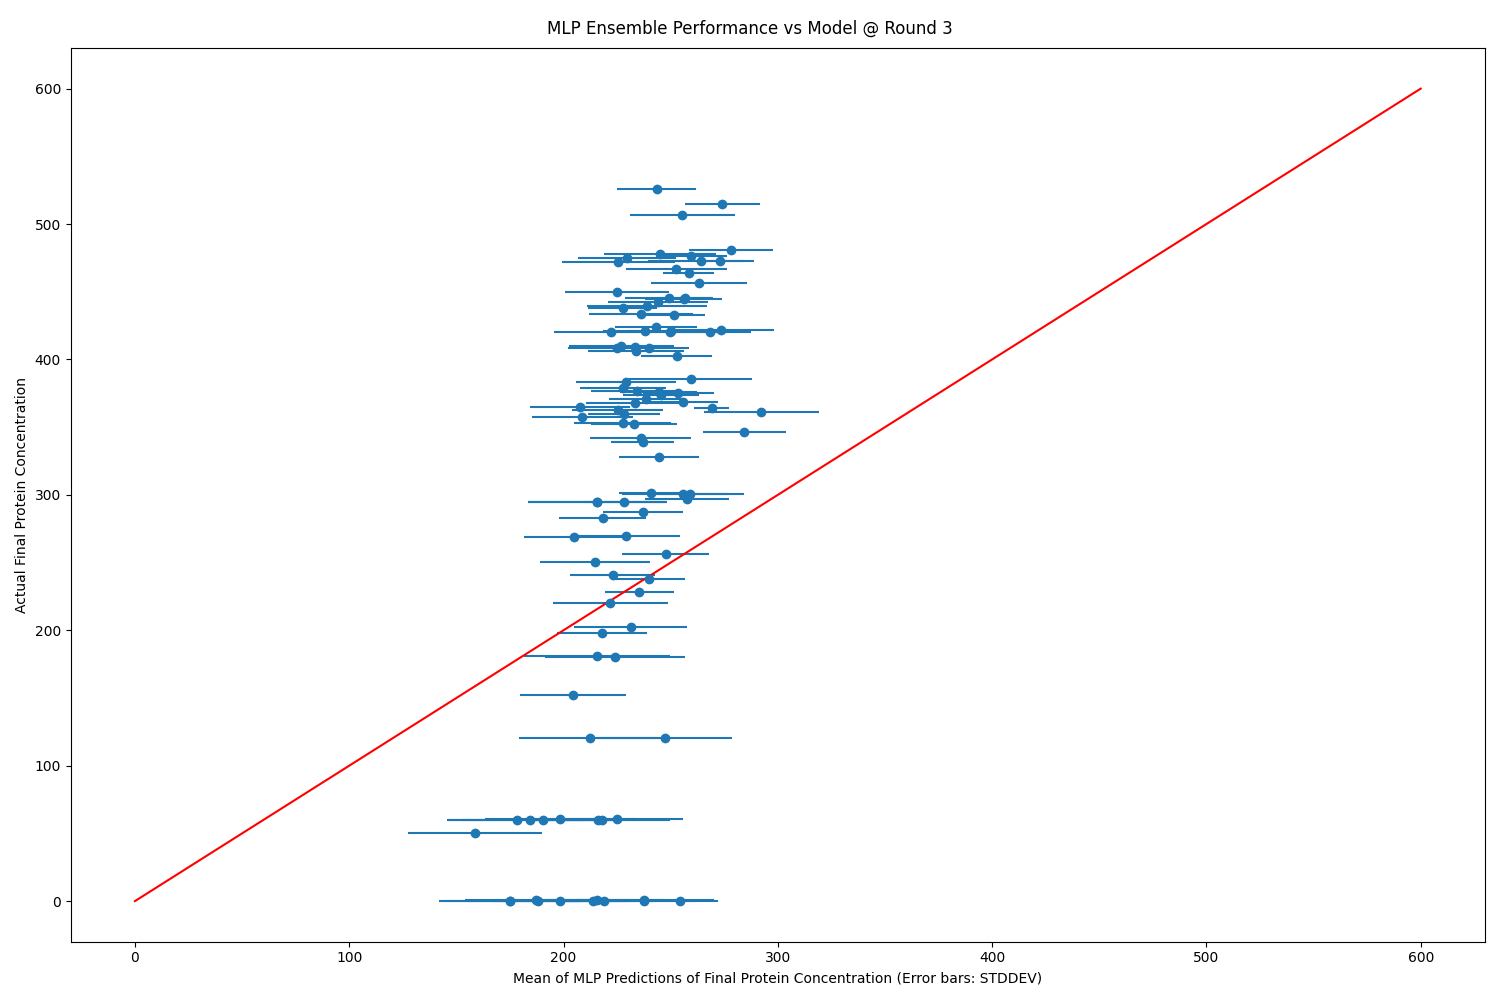 MLP Ensemble Performance vs Model @ Round 3
Actual Final Protein Concentration
600
500
400
300
200
100
0
0 100 200 300 400 500 600
Mean of MLP Predictions of Final Protein Concentration (Error bars: STDDEV)